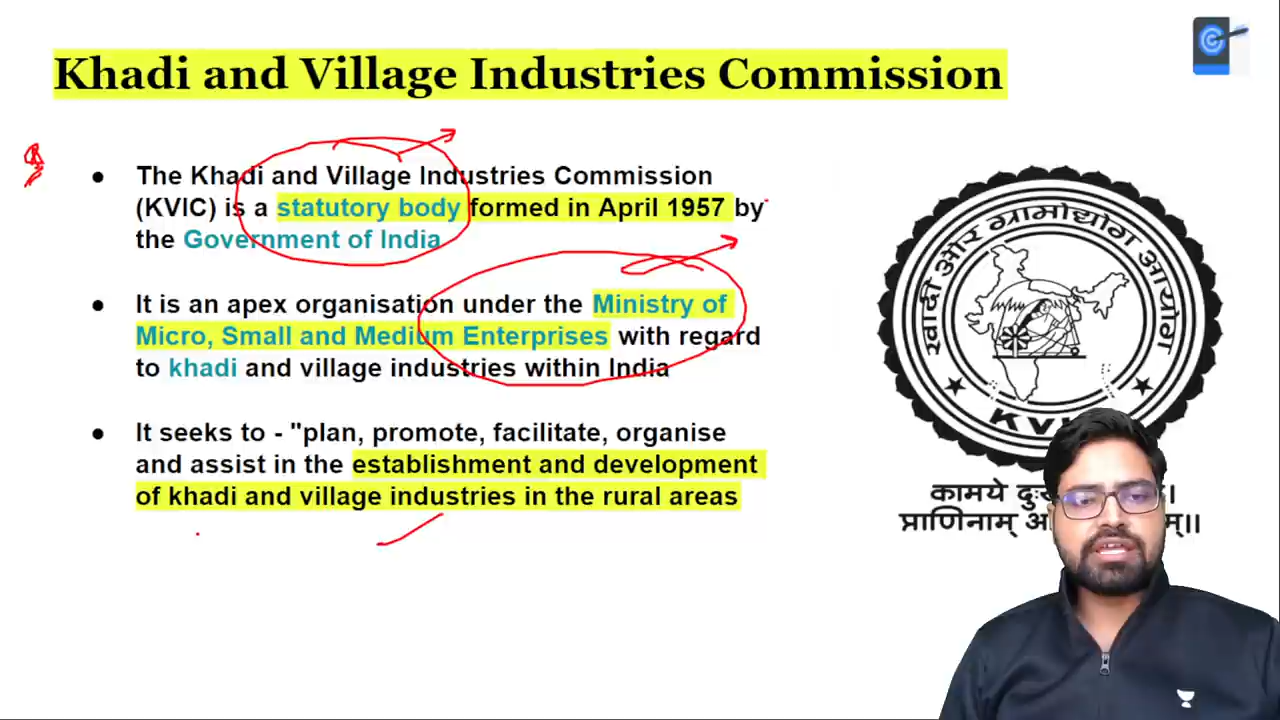 Khadi and Village Industries Commission
The Khadi and Village Industries Commission
(KVIC) is a statutory body formed in April 1957 by
the Government of India
It is an apex organisation under the Ministry of
Micro, Small and Medium Enterprises with regard
to khadi and village industries within India
It seeks to - "plan, promote, facilitate, organise
and assist in the establishment and development
of khadi and village industries in the rural areas
खादी और ग्रामोद्योग आयोग
कामये
प्राणिनाम्